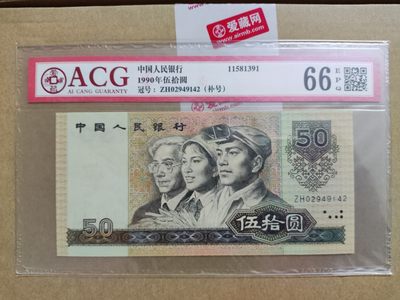 爱藏网
www.airmb.com
ACG
AI CANG GUARANTY
中国人民银行
1990年伍拾圆
冠号：ZH02949142（补号）
11581391
66 EPQ
中国人民银行
50
ZH02949142
50
伍拾圆